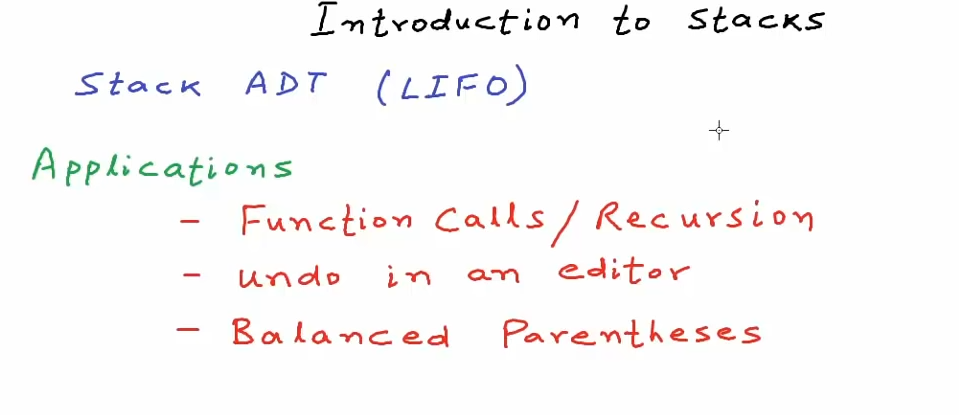 Introduction to stacks
Stack ADT (LIFO)
Applications
- Function Calls/Recursion
- undo in an editor
- Balanced Parentheses